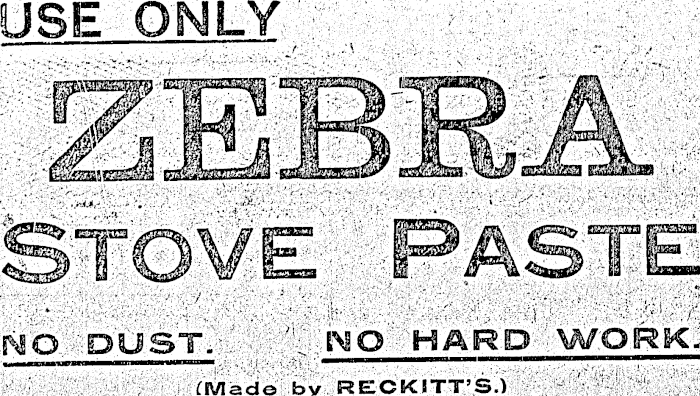 USE ONLY
ZEBRA
STOVE PASTE
NO DUST. NO HARD WORK.
(Made by RECKITT'S.)